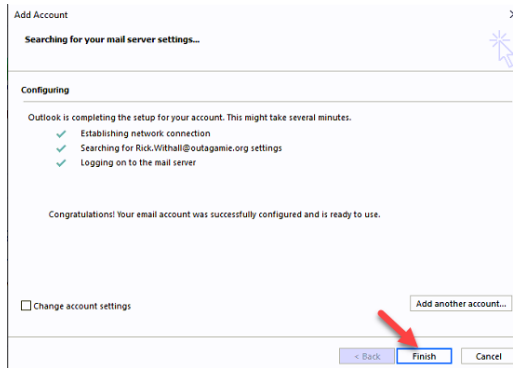 Add Account
Searching for your mail server settings...
Configuring
Outlook is completing the setup for your account. This might take several minutes.
Establishing network connection
Searching for Rick.Withall@outagamie.org settings
Logging on to the mail server
Congratulations! Your email account was successfully configured and is ready to use.
Change account settings
Add another account...
< Back
Finish
Cancel